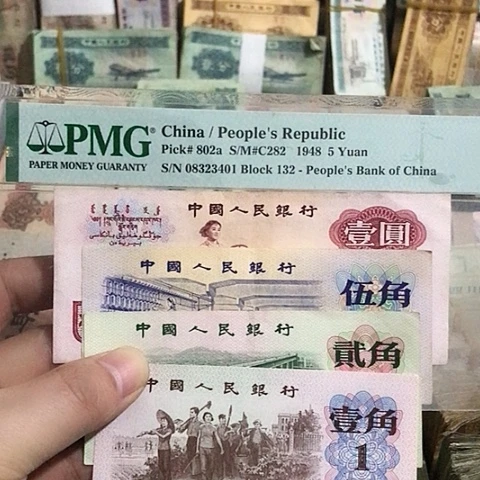 PMG
PAPER MONEY GUARANTY
China / People's Republic
Pick# 802a S/M#C282 1948 5 Yuan
S/N 08323401 Block 132 - People's Bank of China
中國人民銀行
壹圓
中國人民銀行
伍角
中國人民銀行
貳角
中國人民銀行
壹角
1